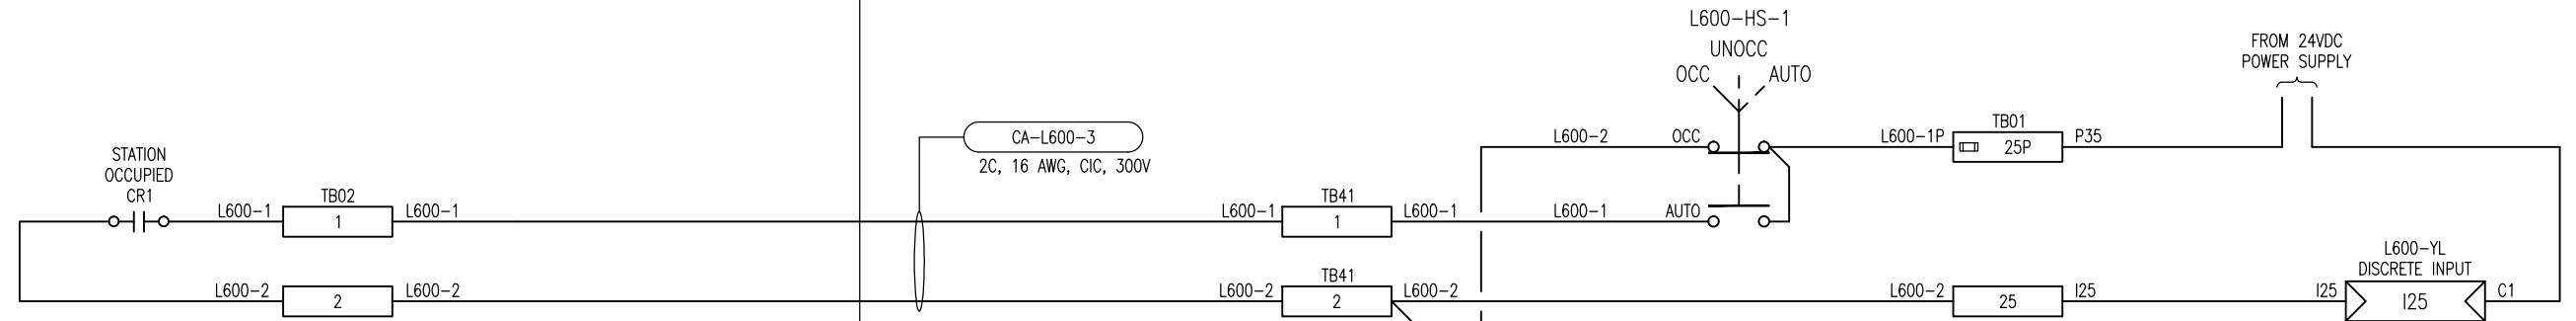 L600-HS-1
UNOCC
OCC AUTO
FROM 24VDC
POWER SUPPLY
CA-L600-3
2C, 16 AWG, CIC, 300V
L600-2 OCC L600-1P TB01 25P P35
STATION
OCCUPIED
CR1
L600-1 TB02 1 L600-1 L600-1 TB41 1 L600-1 L600-1 AUTO
L600-YL
DISCRETE INPUT
L600-2 2 L600-2 L600-2 TB41 2 L600-2 L600-2 25 I25 I25 I25 C1